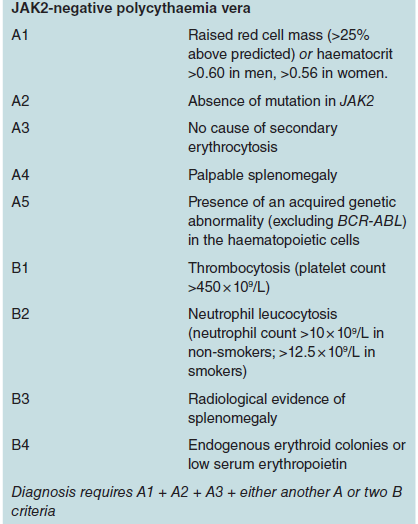 JAK2-negative polycythaemia vera
A1 Raised red cell mass (>25%
above predicted) or haematocrit
>0.60 in men, >0.56 in women.
A2 Absence of mutation in JAK2
A3 No cause of secondary
erythrocytosis
A4 Palpable splenomegaly
A5 Presence of an acquired genetic
abnormality (excluding BCR-ABL)
in the haematopoietic cells
B1 Thrombocytosis (platelet count
>450×10⁹/L)
B2 Neutrophil leucocytosis
(neutrophil count >10×10⁹/L in
non-smokers; >12.5×10⁹/L in
smokers)
B3 Radiological evidence of
splenomegaly
B4 Endogenous erythroid colonies or
low serum erythropoietin
Diagnosis requires A1 + A2 + A3 + either another A or two B
criteria